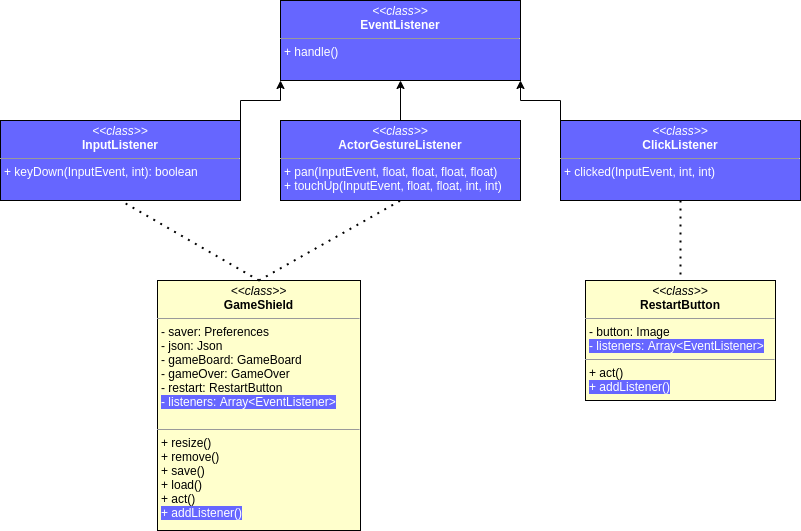 <<class>>
EventListener
+ handle()
<<class>>
InputListener
+ keyDown(InputEvent, int): boolean
<<class>>
ActorGestureListener
+ pan(InputEvent, float, float, float, float)
+ touchUp(InputEvent, float, float, int, int)
<<class>>
ClickListener
+ clicked(InputEvent, int, int)
<<class>>
GameShield
- saver: Preferences
- json: Json
- gameBoard: GameBoard
- gameOver: GameOver
- restart: RestartButton
- listeners: Array<EventListener>
+ resize()
+ remove()
+ save()
+ load()
+ act()
+ addListener()
<<class>>
RestartButton
- button: Image
- listeners: Array<EventListener>
+ act()
+ addListener()